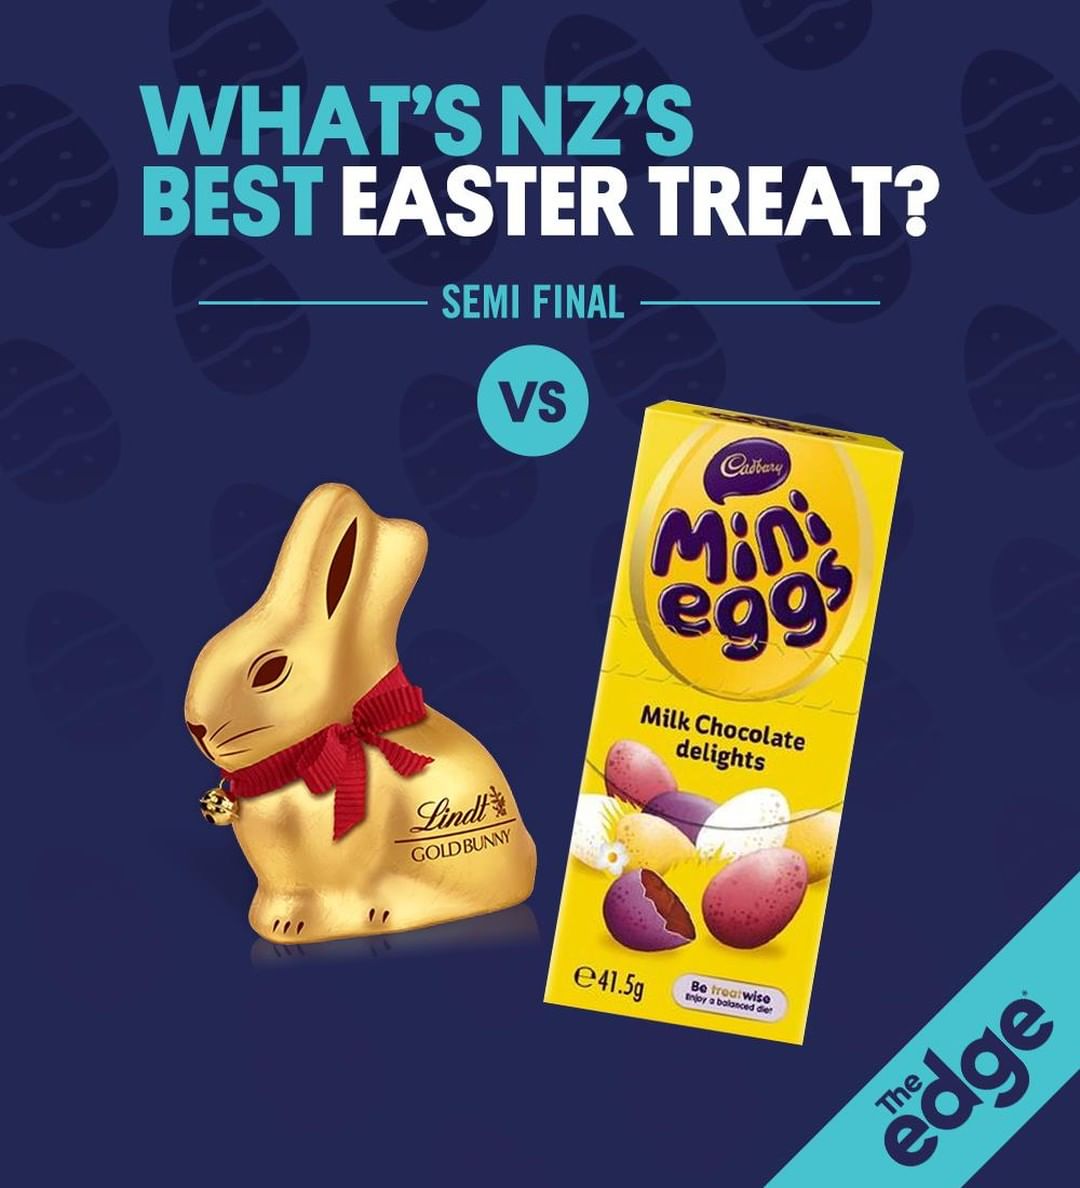 WHAT'S NZ'S
BEST EASTER TREAT?
SEMI FINAL
VS
Cadbury
Mini
eggs
Milk Chocolate
delights
Lindt
GOLD BUNNY
℮41.5g
Be treatwise
Enjoy a balanced diet
The
edge